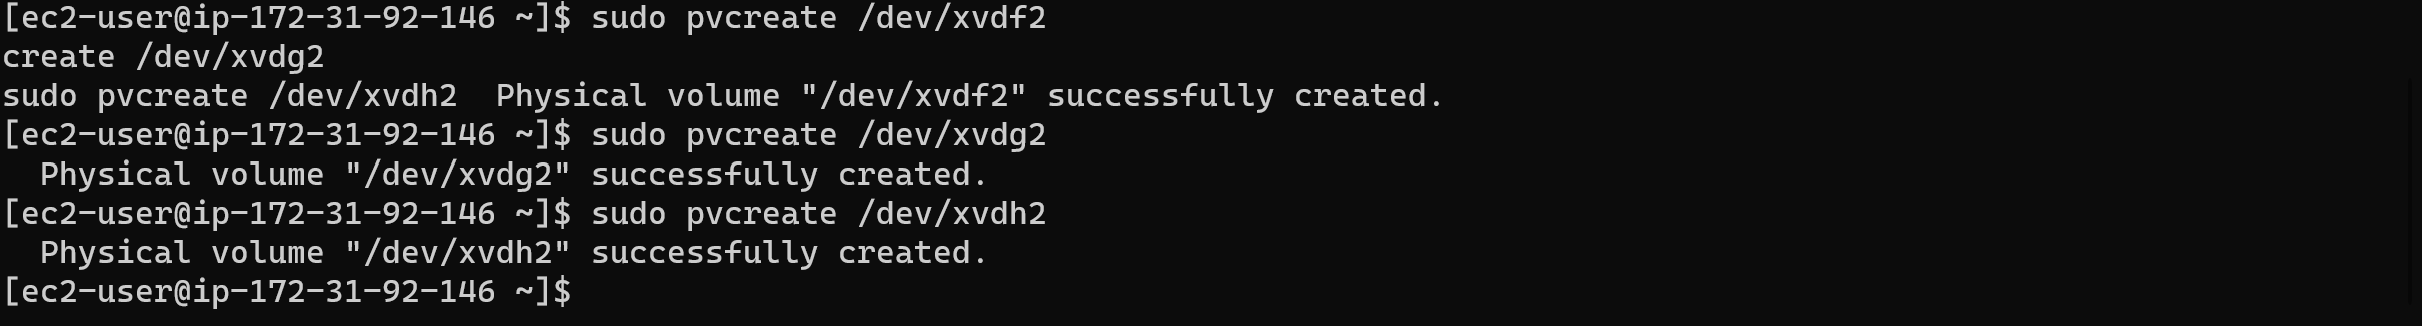 [ec2-user@ip-172-31-92-146 ~]$ sudo pvcreate /dev/xvdf2
create /dev/xvdg2
sudo pvcreate /dev/xvdh2  Physical volume "/dev/xvdf2" successfully created.
[ec2-user@ip-172-31-92-146 ~]$ sudo pvcreate /dev/xvdg2
  Physical volume "/dev/xvdg2" successfully created.
[ec2-user@ip-172-31-92-146 ~]$ sudo pvcreate /dev/xvdh2
  Physical volume "/dev/xvdh2" successfully created.
[ec2-user@ip-172-31-92-146 ~]$